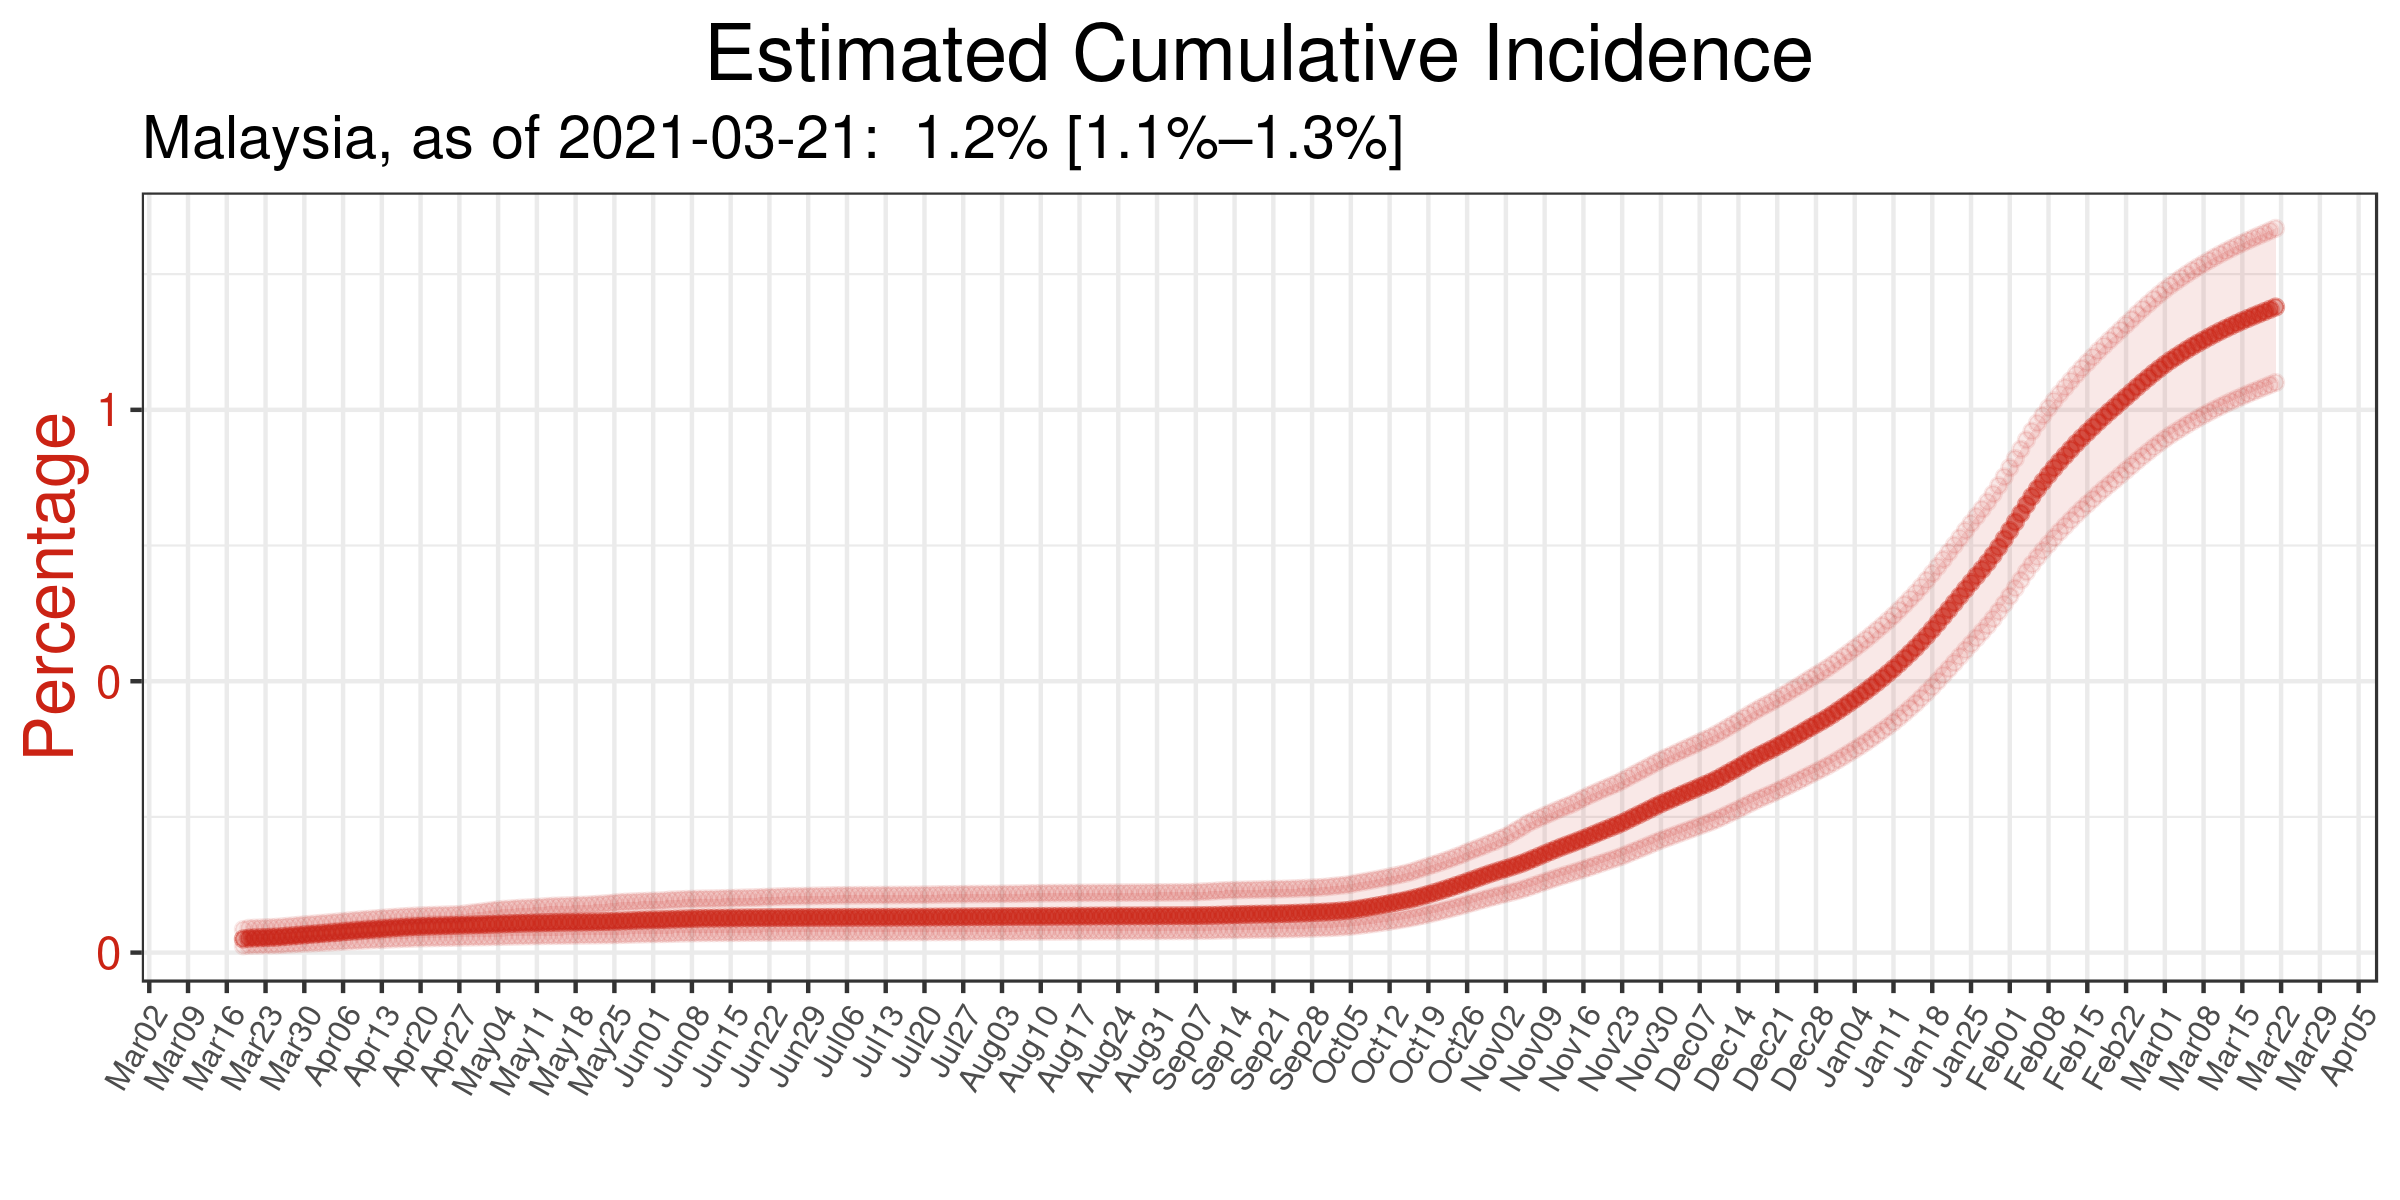 Estimated Cumulative Incidence
Malaysia, as of 2021-03-21:  1.2% [1.1%–1.3%]
Percentage
1
0
0
Mar02
Mar09
Mar16
Mar23
Mar30
Apr06
Apr13
Apr20
Apr27
May04
May11
May18
May25
Jun01
Jun08
Jun15
Jun22
Jun29
Jul06
Jul13
Jul20
Jul27
Aug03
Aug10
Aug17
Aug24
Aug31
Sep07
Sep14
Sep21
Sep28
Oct05
Oct12
Oct19
Oct26
Nov02
Nov09
Nov16
Nov23
Nov30
Dec07
Dec14
Dec21
Dec28
Jan04
Jan11
Jan18
Jan25
Feb01
Feb08
Feb15
Feb22
Mar01
Mar08
Mar15
Mar22
Mar29
Apr05